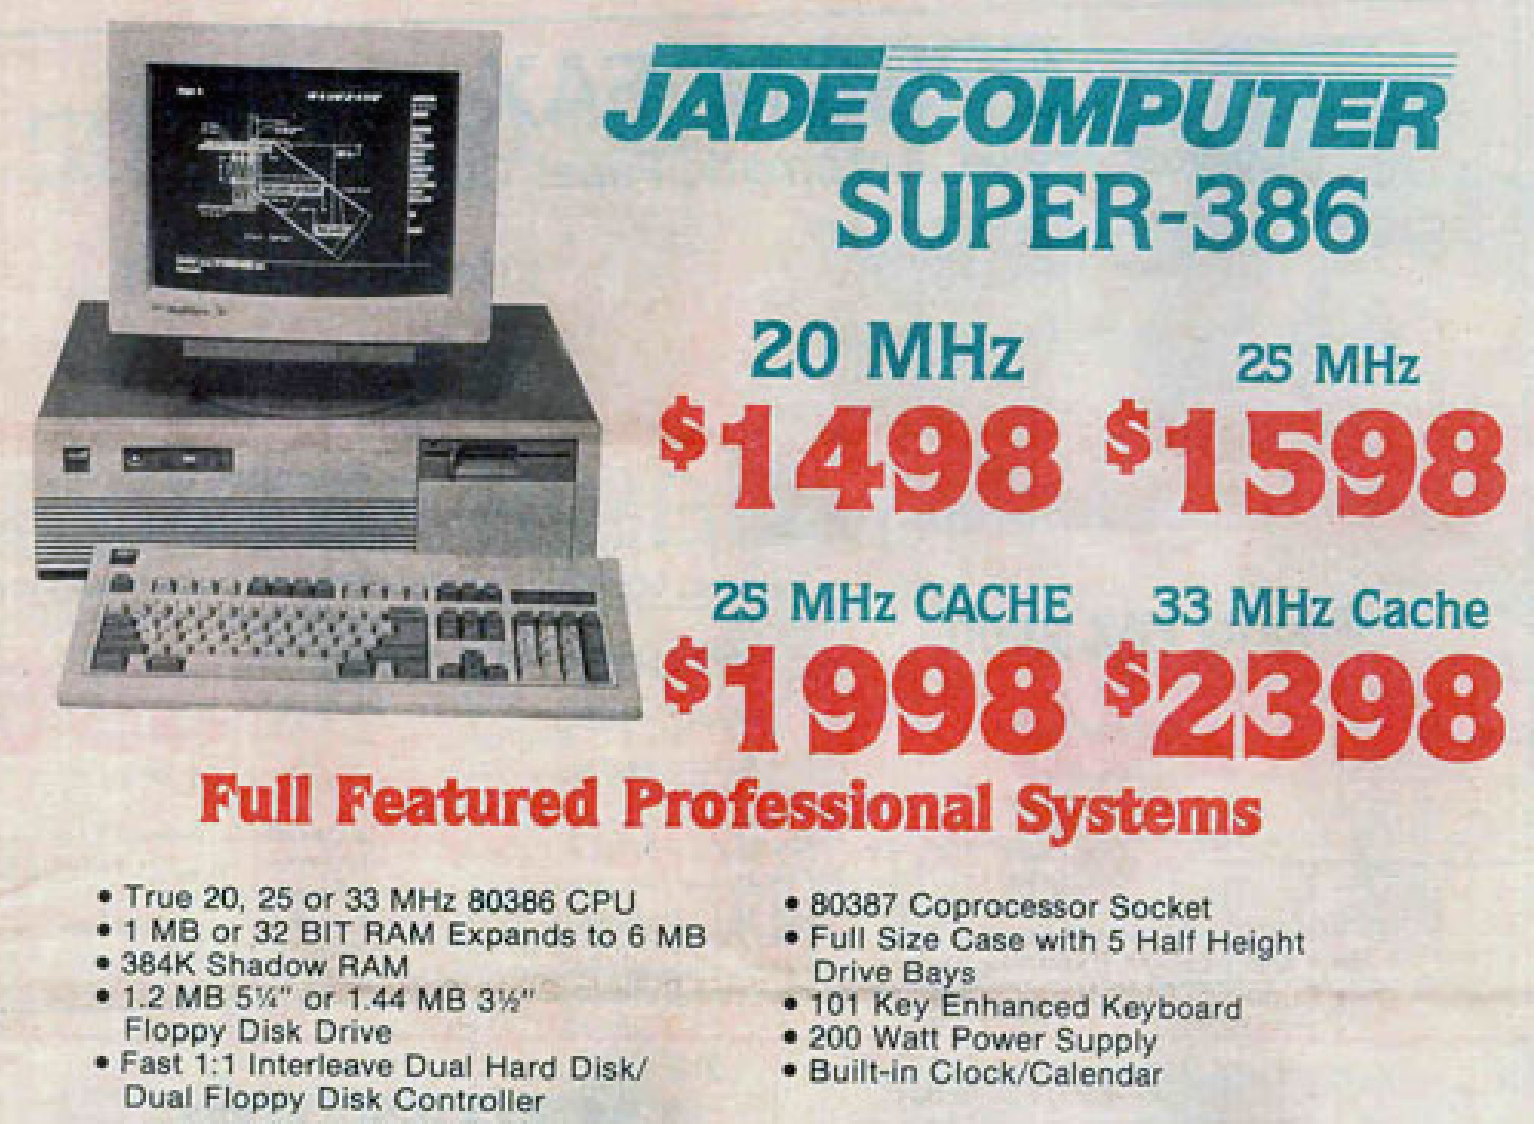 JADE COMPUTER
SUPER-386
20 MHz
$1498
25 MHz
$1598
25 MHz CACHE
$1998
33 MHz Cache
$2398
Full Featured Professional Systems
• True 20, 25 or 33 MHz 80386 CPU
• 1 MB or 32 BIT RAM Expands to 6 MB
• 384K Shadow RAM
• 1.2 MB 5¼" or 1.44 MB 3½"
Floppy Disk Drive
• Fast 1:1 Interleave Dual Hard Disk/
Dual Floppy Disk Controller
• 80387 Coprocessor Socket
• Full Size Case with 5 Half Height
Drive Bays
• 101 Key Enhanced Keyboard
• 200 Watt Power Supply
• Built-in Clock/Calendar